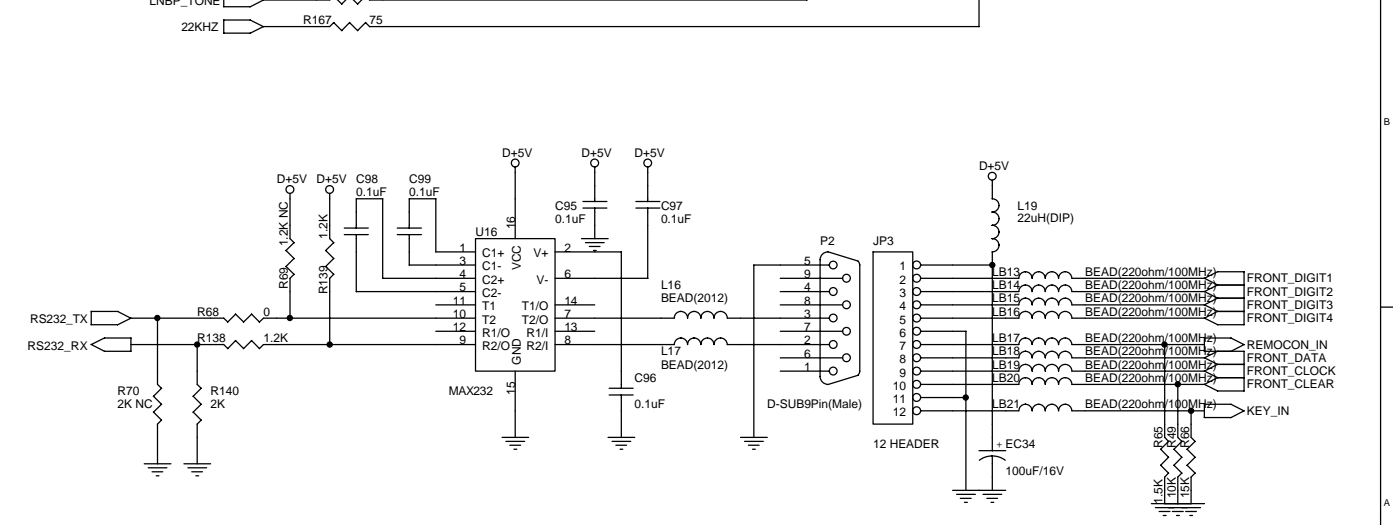 LNBP_TONE
22KHZ
R167
75
B
D+5V
D+5V
D+5V
D+5V
D+5V
D+5V
C98
0.1uF
C99
0.1uF
C95
0.1uF
C97
0.1uF
L19
22uH(DIP)
R69
1.2K NC
R139
1.2K
U16
16
VCC
1
C1+
3
C1-
4
C2+
5
C2-
11
T1
10
T2
12
R1/O
9
R2/O
V+
2
V-
6
T1/O
14
T2/O
7
R1/I
13
R2/I
8
GND
15
MAX232
L16
BEAD(2012)
L17
BEAD(2012)
RS232_TX
R68
0
RS232_RX
R138
1.2K
R70
2K NC
R140
2K
C96
0.1uF
P2
5
9
4
8
3
7
2
6
1
D-SUB9Pin(Male)
JP3
1
2
3
4
5
6
7
8
9
10
11
12
12 HEADER
LB13
BEAD(220ohm/100MHz)
FRONT_DIGIT1
LB14
BEAD(220ohm/100MHz)
FRONT_DIGIT2
LB15
BEAD(220ohm/100MHz)
FRONT_DIGIT3
LB16
BEAD(220ohm/100MHz)
FRONT_DIGIT4
LB17
BEAD(220ohm/100MHz)
REMOCON_IN
LB18
BEAD(220ohm/100MHz)
FRONT_DATA
LB19
BEAD(220ohm/100MHz)
FRONT_CLOCK
LB20
BEAD(220ohm/100MHz)
FRONT_CLEAR
LB21
BEAD(220ohm/100MHz)
KEY_IN
+ EC34
100uF/16V
R65
1.5K
R49
10K
R66
15K
A